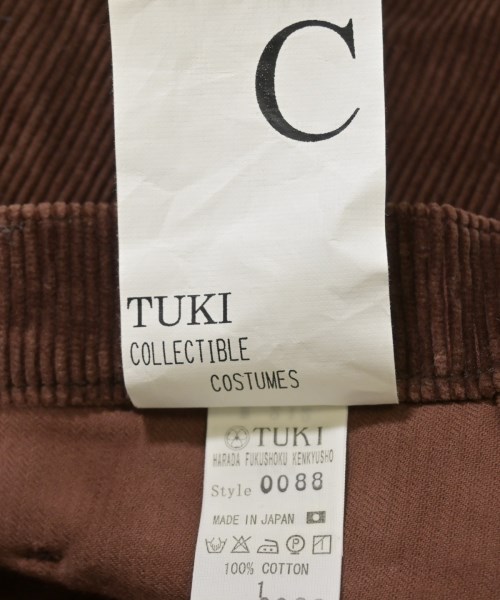 C
TUKI
COLLECTIBLE
COSTUMES
TUKI
HARADA FUKUSHOKU KENKYUSHO
Style 0088
MADE IN JAPAN
100% COTTON
1